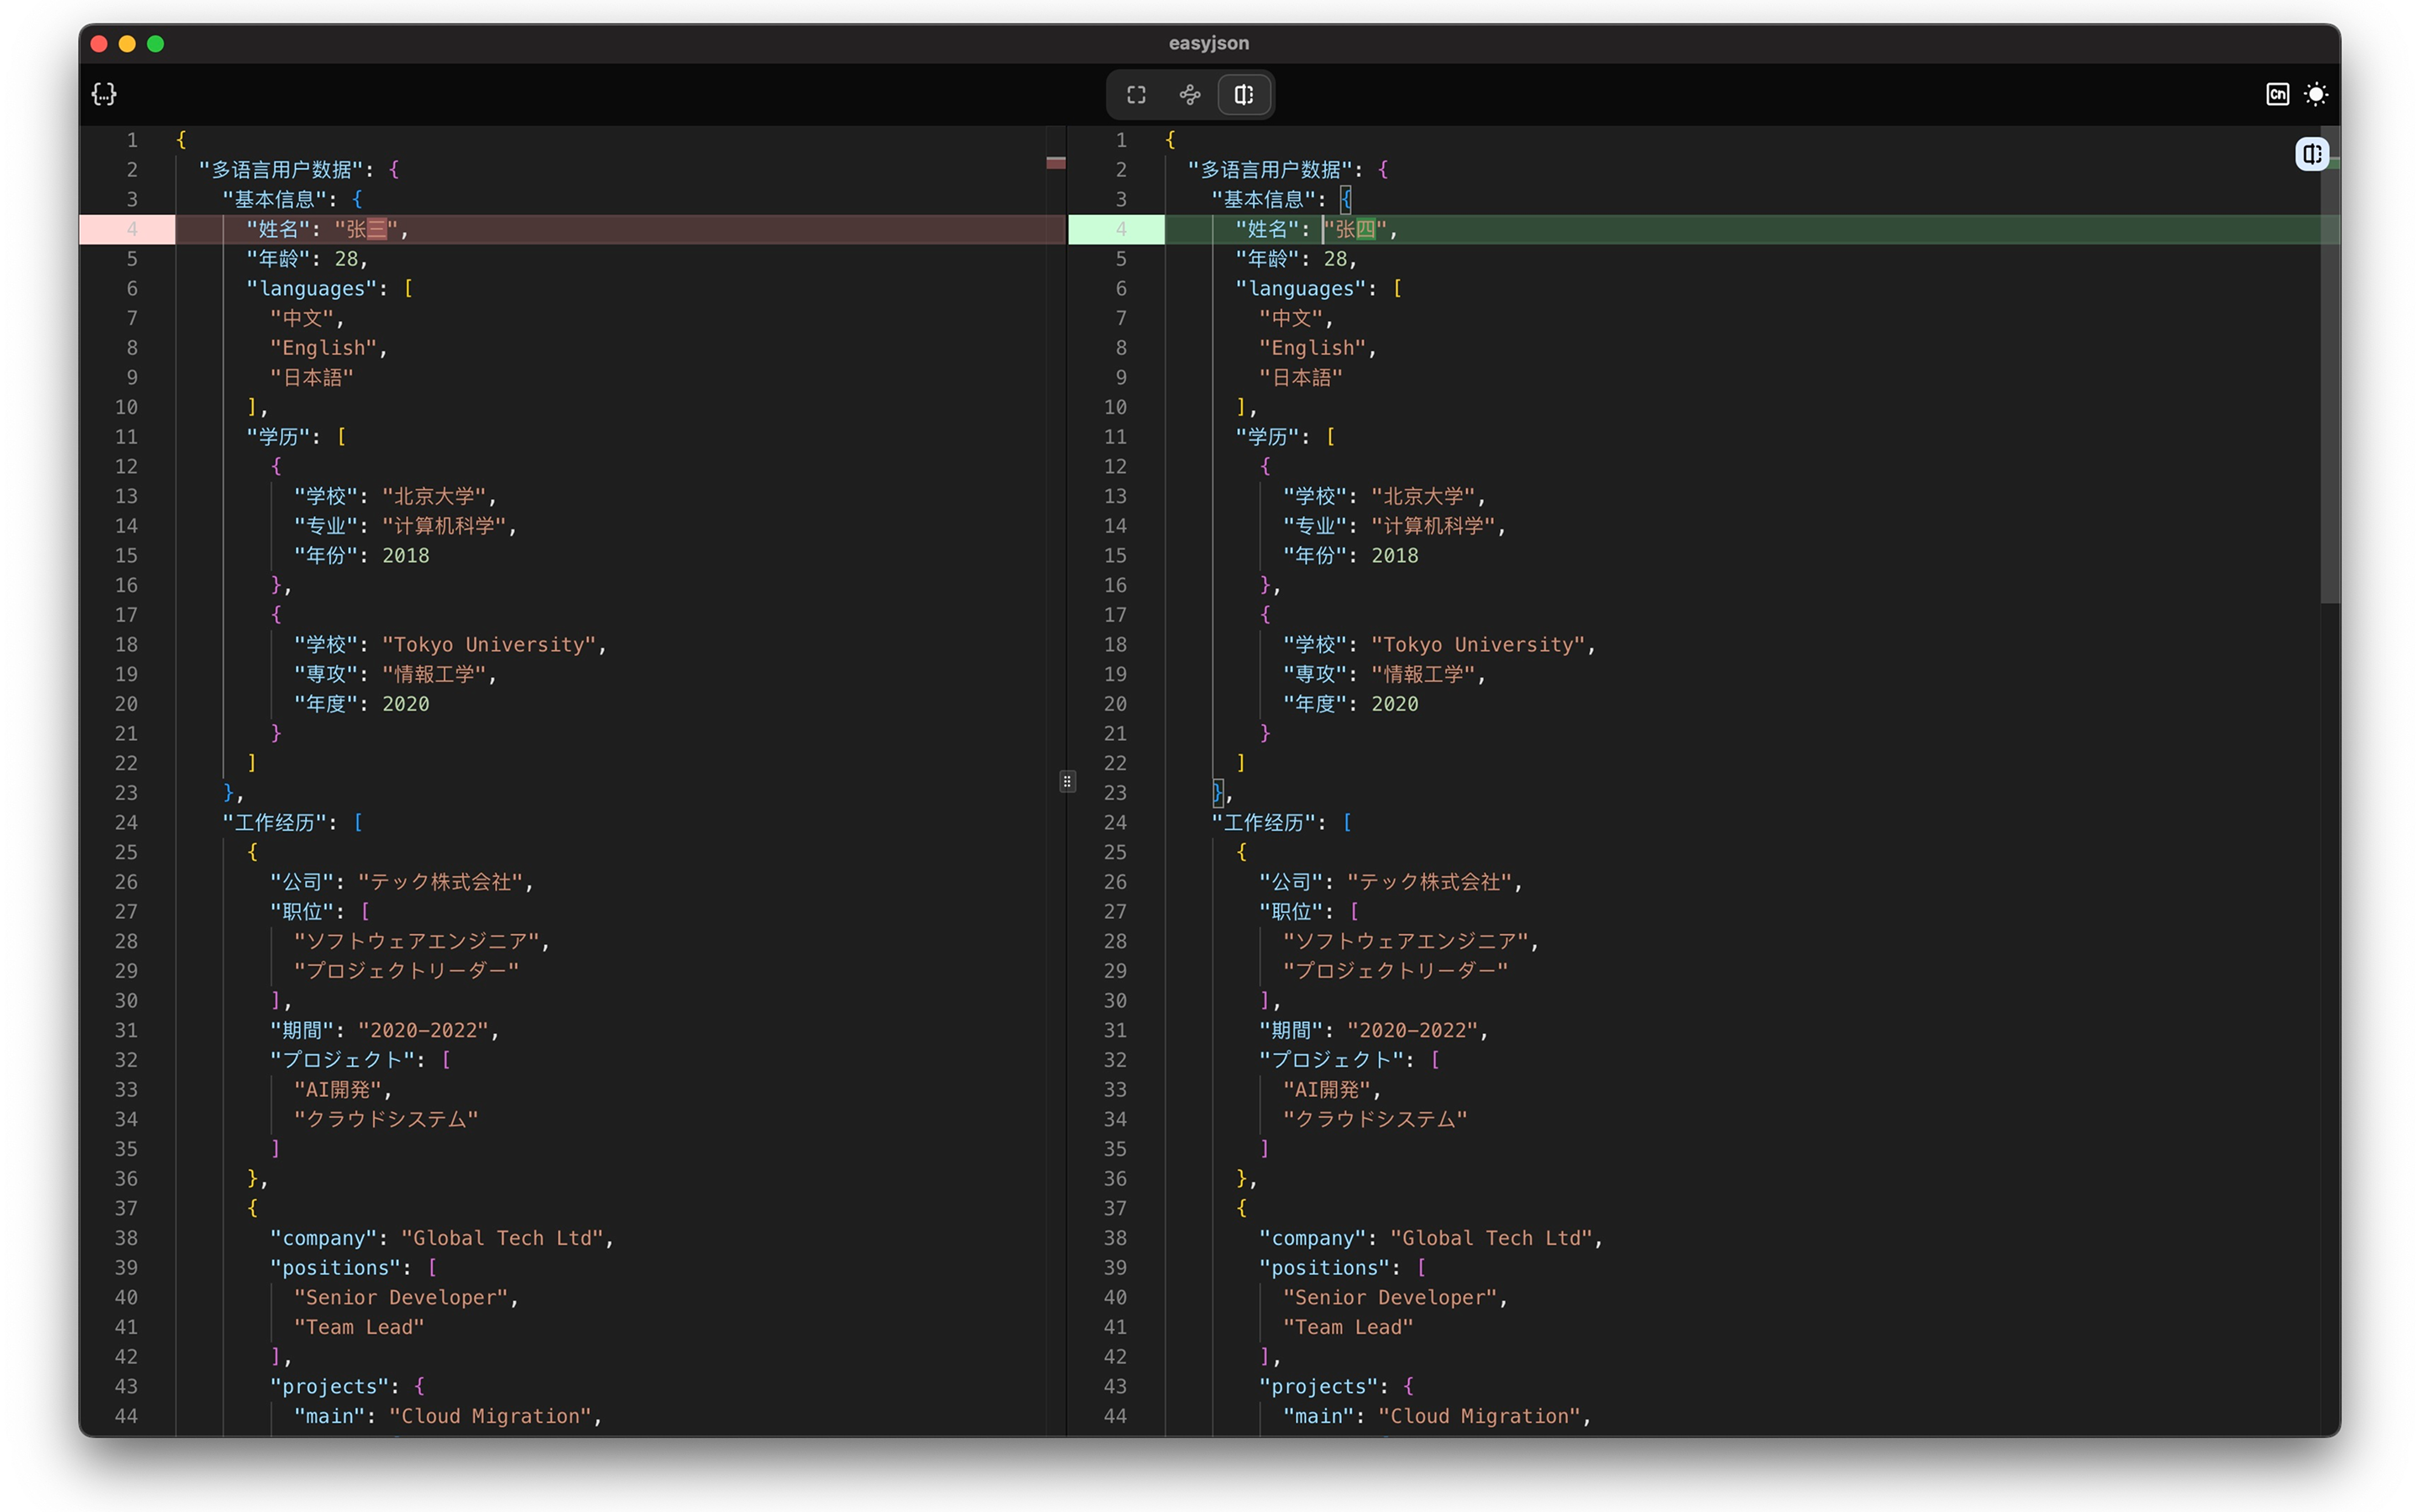 easyjson
{...}
Cn
1 {
2 "多语言用户数据": {
3 "基本信息": {
4 "姓名": "张三",
5 "年龄": 28,
6 "languages": [
7 "中文",
8 "English",
9 "日本語"
10 ],
11 "学历": [
12 {
13 "学校": "北京大学",
14 "专业": "计算机科学",
15 "年份": 2018
16 },
17 {
18 "学校": "Tokyo University",
19 "専攻": "情報工学",
20 "年度": 2020
21 }
22 ]
23 },
24 "工作经历": [
25 {
26 "公司": "テック株式会社",
27 "职位": [
28 "ソフトウェアエンジニア",
29 "プロジェクトリーダー"
30 ],
31 "期間": "2020-2022",
32 "プロジェクト": [
33 "AI開発",
34 "クラウドシステム"
35 ]
36 },
37 {
38 "company": "Global Tech Ltd",
39 "positions": [
40 "Senior Developer",
41 "Team Lead"
42 ],
43 "projects": {
44 "main": "Cloud Migration",
1 {
2 "多语言用户数据": {
3 "基本信息": {
4 "姓名": "张四",
5 "年龄": 28,
6 "languages": [
7 "中文",
8 "English",
9 "日本語"
10 ],
11 "学历": [
12 {
13 "学校": "北京大学",
14 "专业": "计算机科学",
15 "年份": 2018
16 },
17 {
18 "学校": "Tokyo University",
19 "専攻": "情報工学",
20 "年度": 2020
21 }
22 ]
23 },
24 "工作经历": [
25 {
26 "公司": "テック株式会社",
27 "职位": [
28 "ソフトウェアエンジニア",
29 "プロジェクトリーダー"
30 ],
31 "期間": "2020-2022",
32 "プロジェクト": [
33 "AI開発",
34 "クラウドシステム"
35 ]
36 },
37 {
38 "company": "Global Tech Ltd",
39 "positions": [
40 "Senior Developer",
41 "Team Lead"
42 ],
43 "projects": {
44 "main": "Cloud Migration",